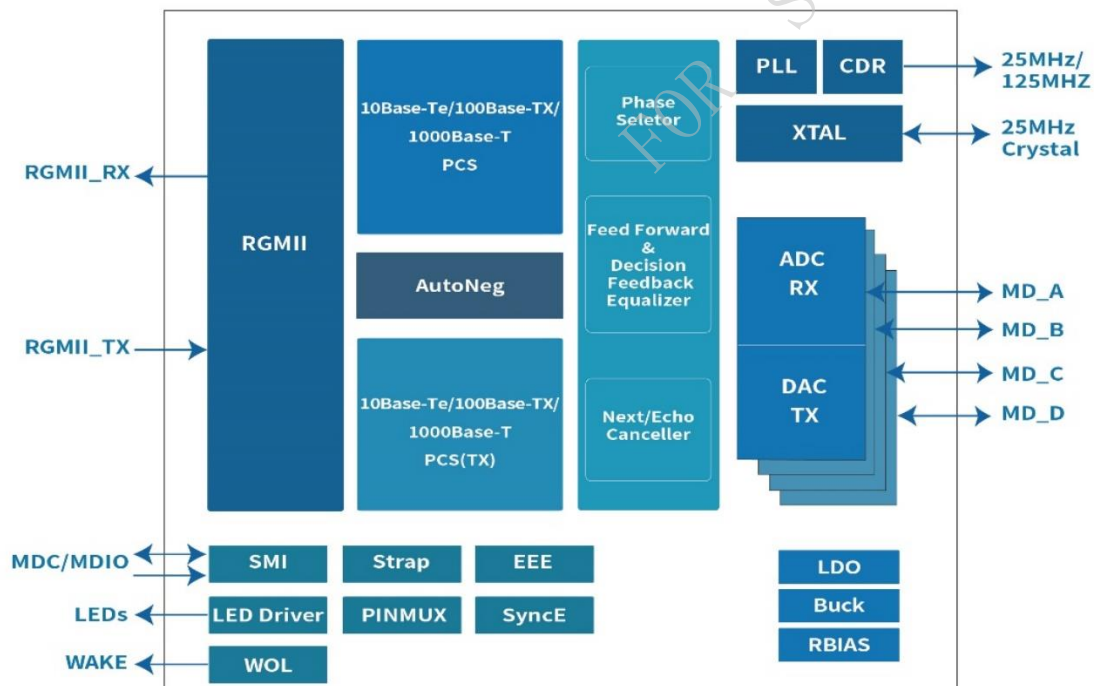 RGMII_RX
RGMII_TX
RGMII
10Base-Te/100Base-TX/
1000Base-T
PCS
AutoNeg
10Base-Te/100Base-TX/
1000Base-T
PCS(TX)
Phase
Seletor
Feed Forward
&
Decision
Feedback
Equalizer
Next/Echo
Canceller
PLL
CDR
25MHz/
125MHZ
XTAL
25MHz
Crystal
ADC
RX
DAC
TX
MD_A
MD_B
MD_C
MD_D
MDC/MDIO
SMI
Strap
EEE
LEDs
LED Driver
PINMUX
SyncE
WAKE
WOL
LDO
Buck
RBIAS
FOR